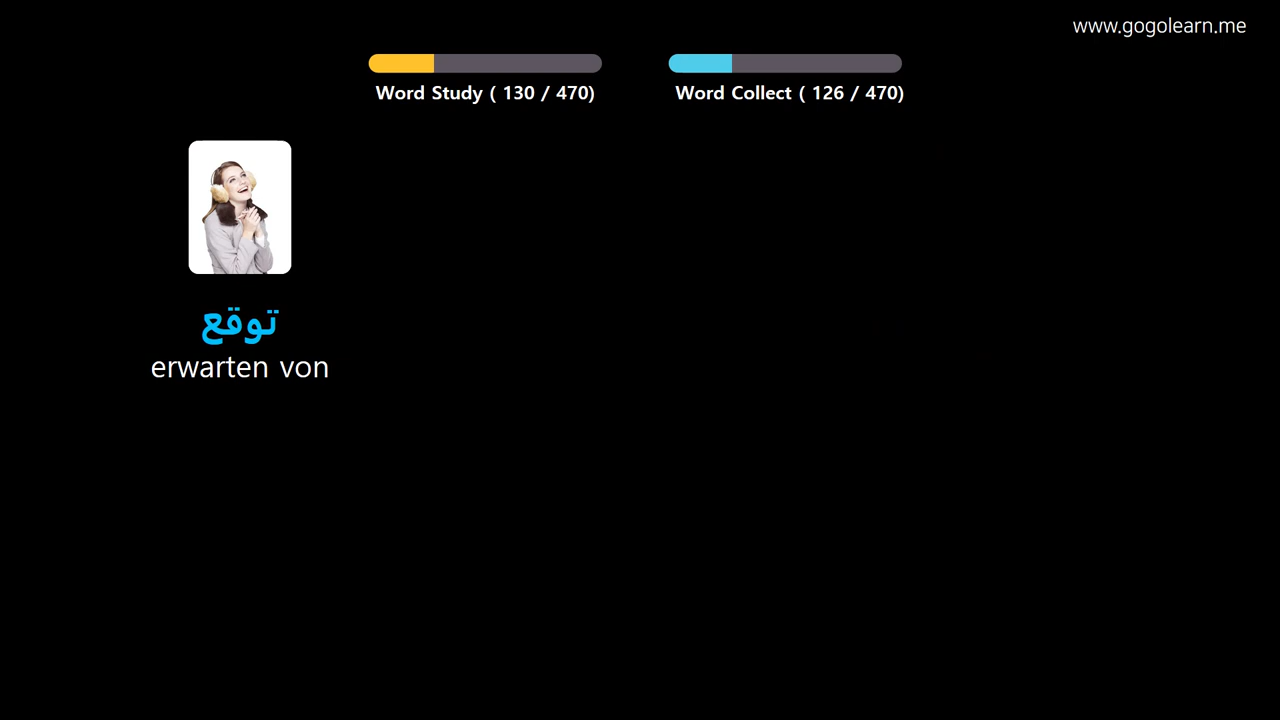 www.gogolearn.me
Word Study ( 130 / 470)
Word Collect ( 126 / 470)
توقع
erwarten von